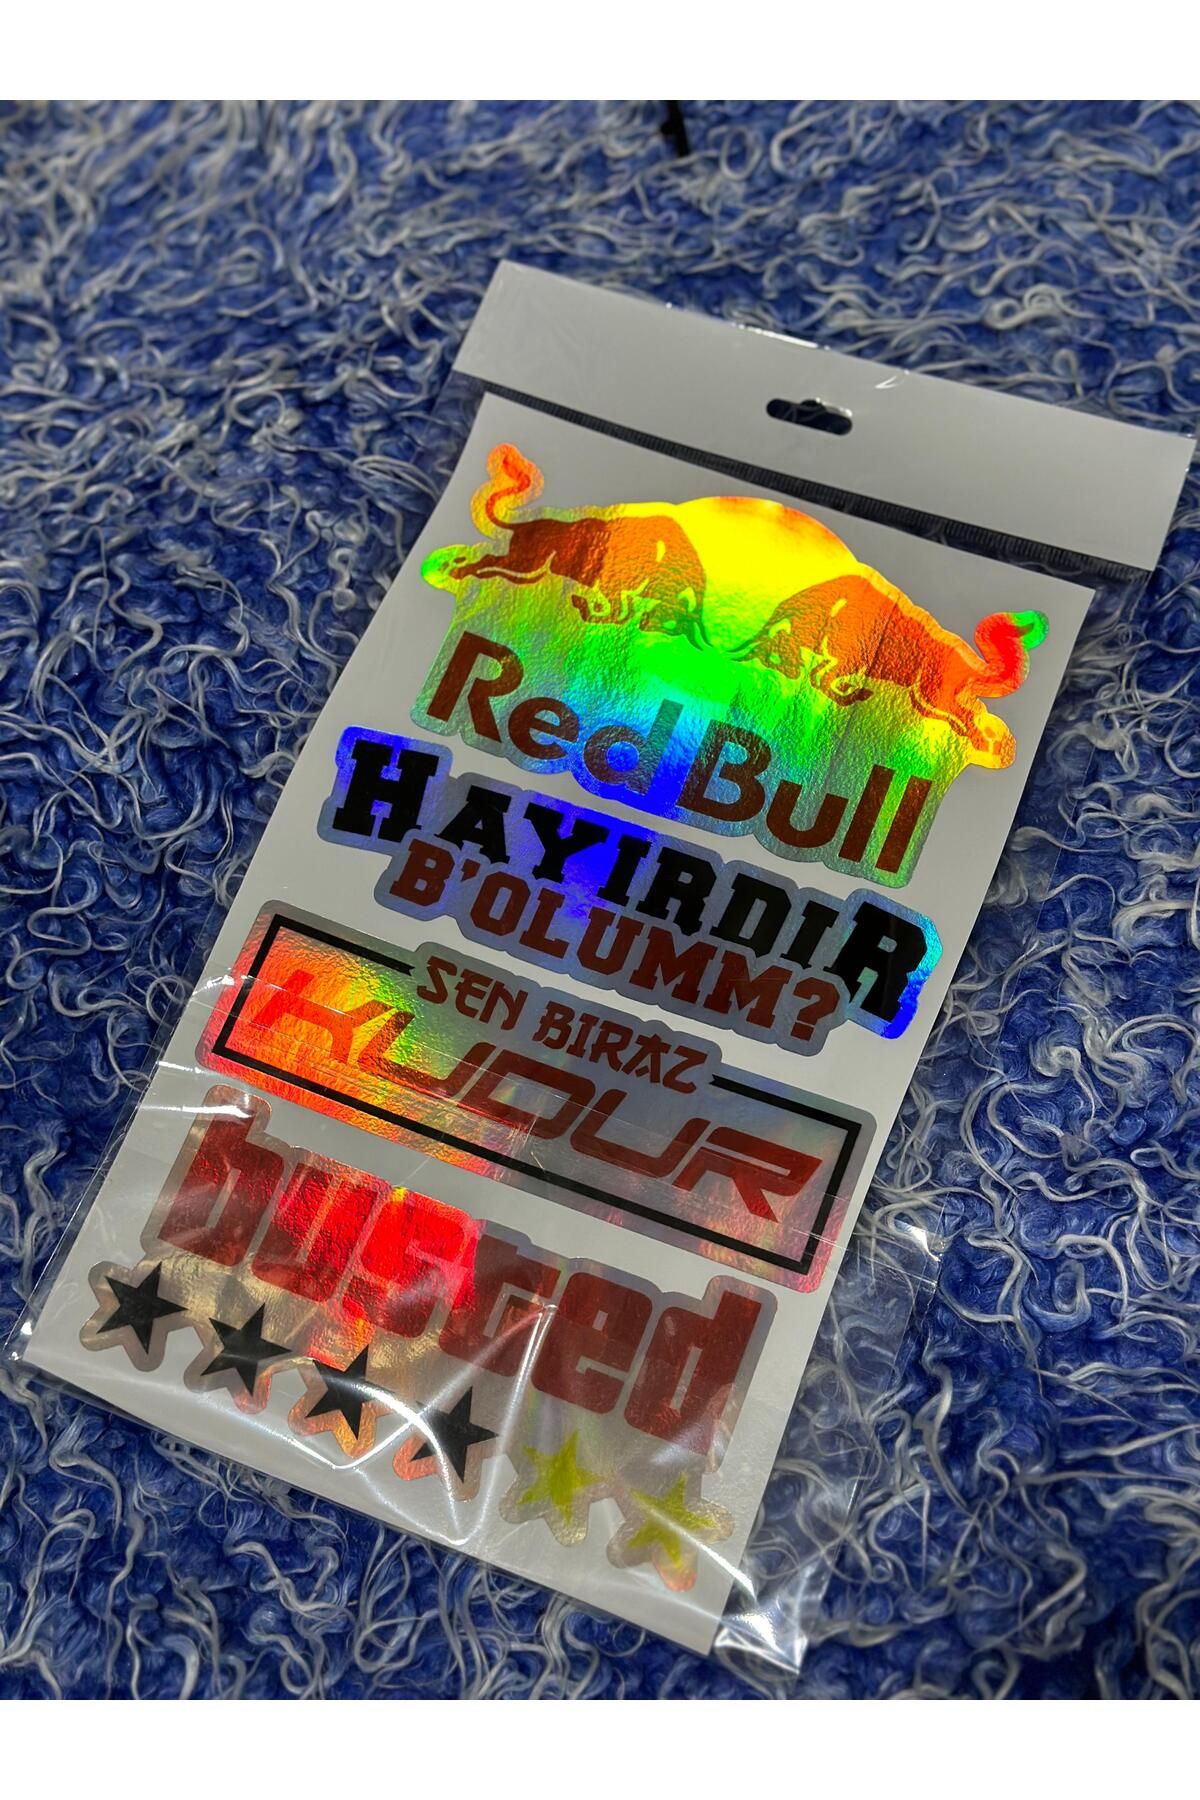 Red Bull
HAYIRDIR
B'OLUMM?
SEN BIRAZ
KUDUR
busted